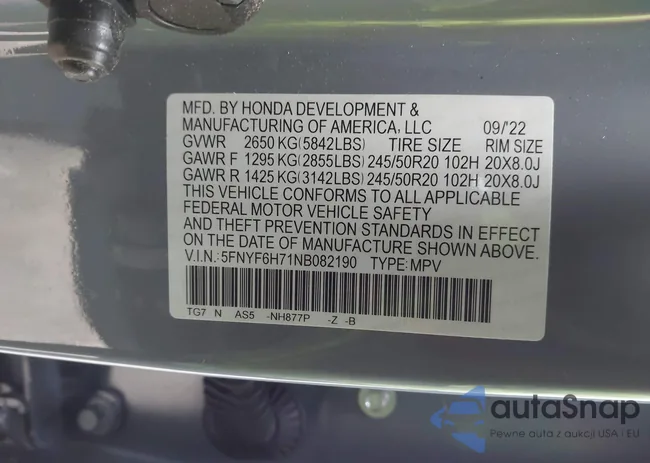 MFD. BY HONDA DEVELOPMENT &
MANUFACTURING OF AMERICA, LLC 09/'22
GVWR 2650 KG(5842LBS) TIRE SIZE RIM SIZE
GAWR F 1295 KG(2855LBS) 245/50R20 102H 20X8.0J
GAWR R 1425 KG(3142LBS) 245/50R20 102H 20X8.0J
THIS VEHICLE CONFORMS TO ALL APPLICABLE
FEDERAL MOTOR VEHICLE SAFETY
AND THEFT PREVENTION STANDARDS IN EFFECT
ON THE DATE OF MANUFACTURE SHOWN ABOVE.
V.I.N.:5FNYF6H71NB082190 TYPE:MPV
TG7 N AS5 -NH877P -Z -B
autoSnap
Pewne auta z aukcji USA i EU